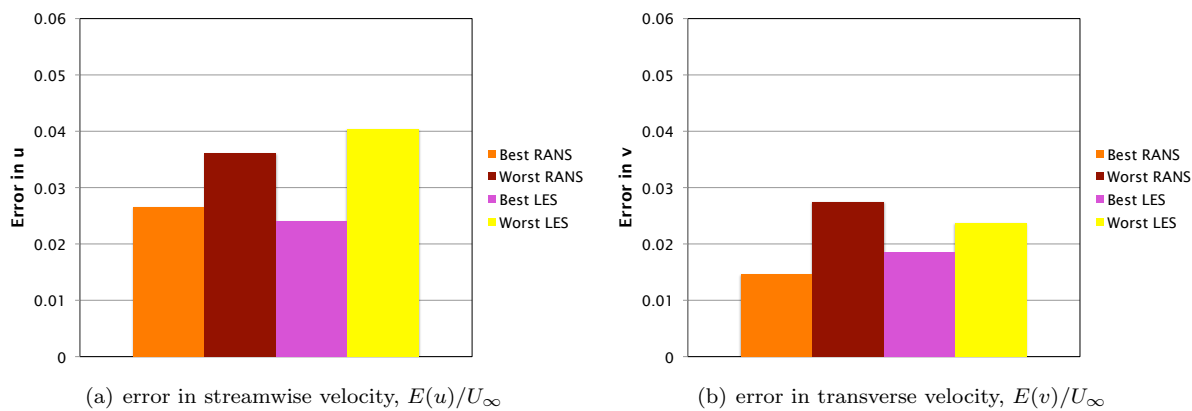 0.06
0.05
0.04
0.03
0.02
0.01
0
Error in u
Best RANS
Worst RANS
Best LES
Worst LES
(a) error in streamwise velocity, E(u)/U∞
0.06
0.05
0.04
0.03
0.02
0.01
0
Error in v
Best RANS
Worst RANS
Best LES
Worst LES
(b) error in transverse velocity, E(v)/U∞